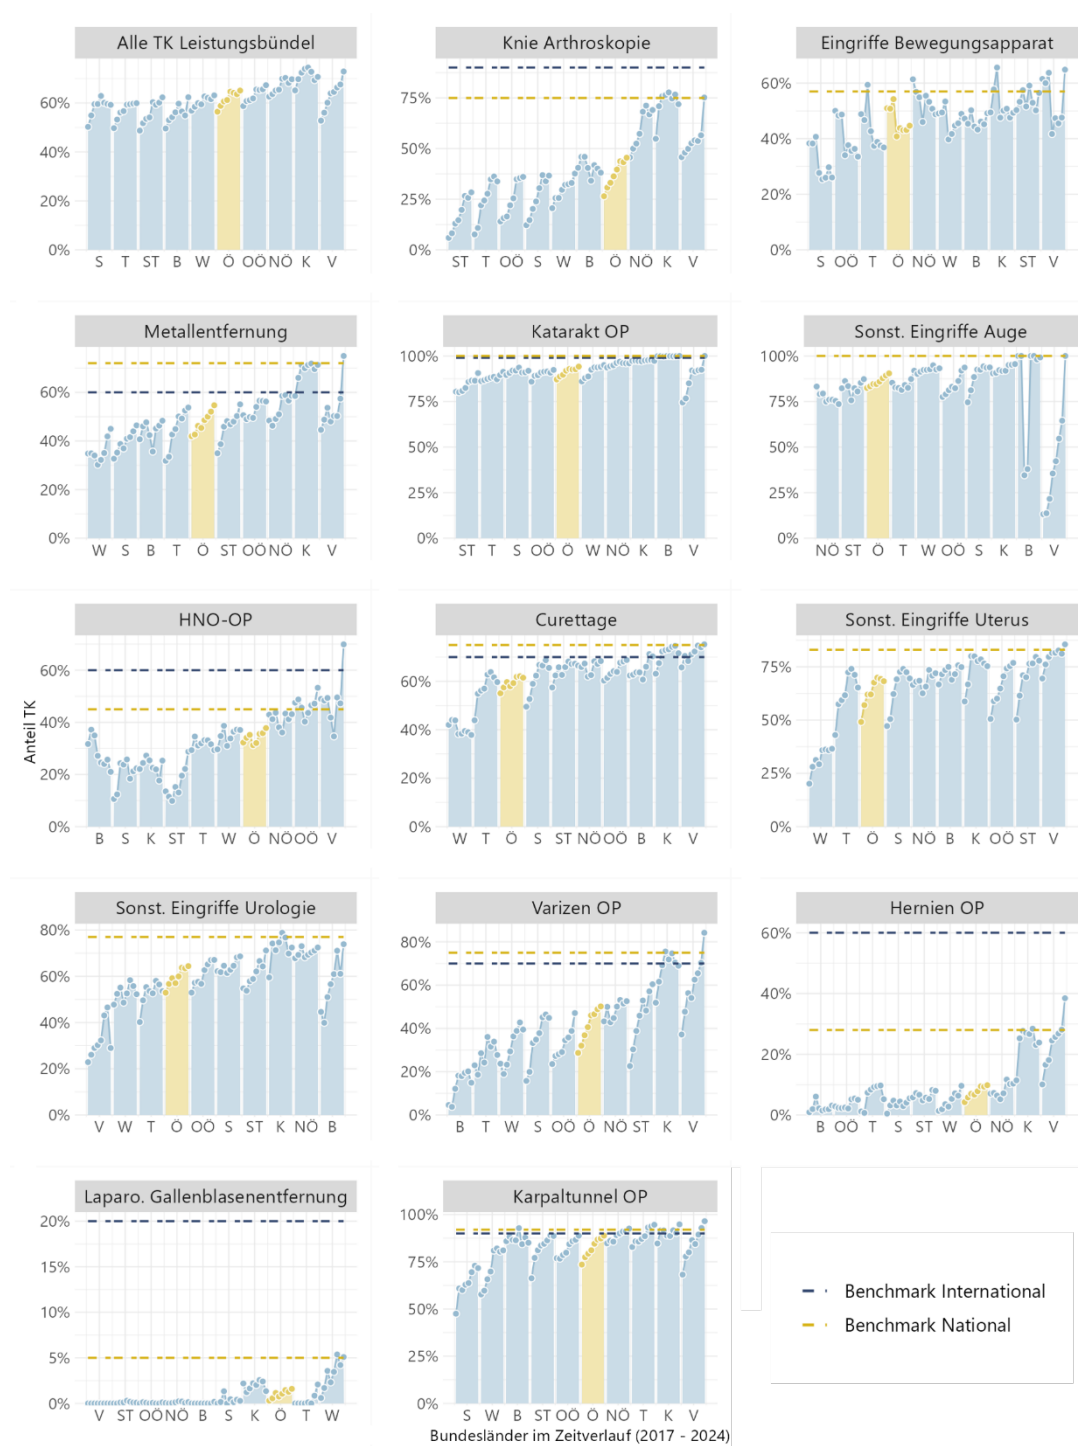 Alle TK Leistungsbündel
60%
40%
20%
0%
S T ST B W Ö OÖ NÖ K V
Knie Arthroskopie
75%
50%
25%
0%
ST T OÖ S W B Ö NÖ K V
Eingriffe Bewegungsapparat
60%
40%
20%
0%
S OÖ T Ö NÖ W B K ST V
Metallentfernung
60%
40%
20%
0%
W S B T Ö ST OÖ NÖ K V
Katarakt OP
100%
75%
50%
25%
0%
ST T S OÖ Ö W NÖ K B V
Sonst. Eingriffe Auge
100%
75%
50%
25%
0%
NÖ ST Ö T W OÖ S K B V
Anteil TK
HNO-OP
60%
40%
20%
0%
B S K ST T W Ö NÖ OÖ V
Curettage
60%
40%
20%
0%
W T Ö S ST NÖ OÖ B K V
Sonst. Eingriffe Uterus
75%
50%
25%
0%
W T Ö S NÖ B K OÖ ST V
Sonst. Eingriffe Urologie
80%
60%
40%
20%
0%
V W T Ö OÖ S ST K NÖ B
Varizen OP
80%
60%
40%
20%
0%
B T W S OÖ Ö NÖ ST K V
Hernien OP
60%
40%
20%
0%
B OÖ T S ST W Ö NÖ K V
Laparo. Gallenblasenentfernung
20%
15%
10%
5%
0%
V ST OÖ NÖ B S K Ö T W
Karpaltunnel OP
100%
75%
50%
25%
0%
S W B ST OÖ Ö NÖ T K V
Benchmark International
Benchmark National
Bundesländer im Zeitverlauf (2017 - 2024)